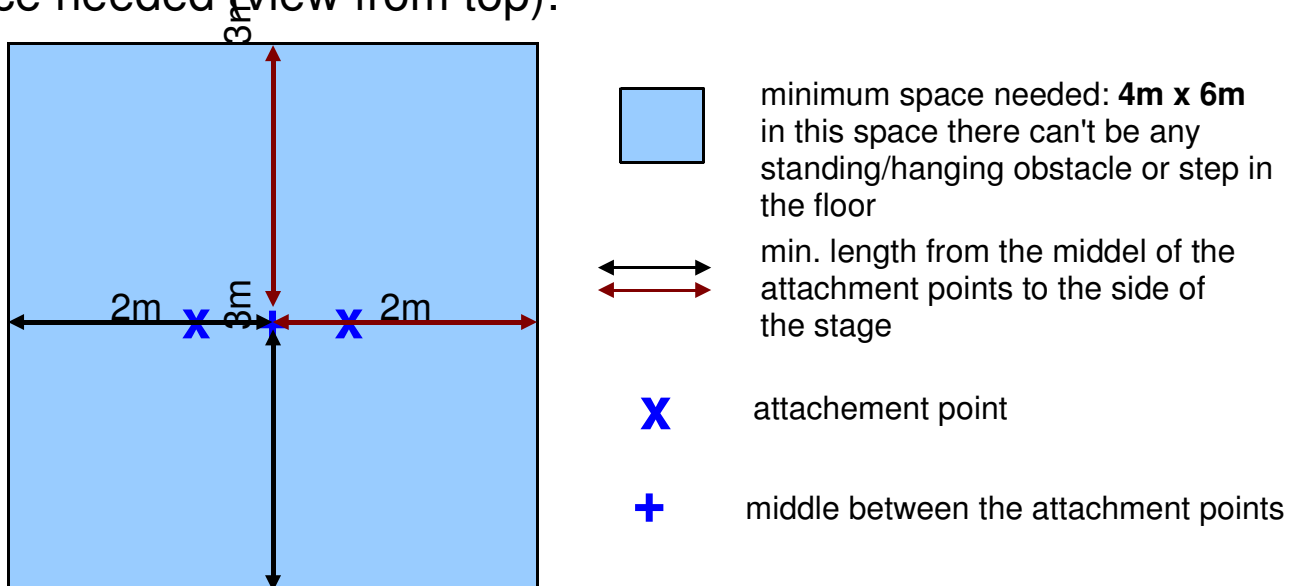 ce needed (view from top):
3m
minimum space needed: 4m x 6m
in this space there can't be any
standing/hanging obstacle or step in
the floor
min. length from the middel of the
attachment points to the side of
the stage
2m
3m
2m
attachement point
middle between the attachment points